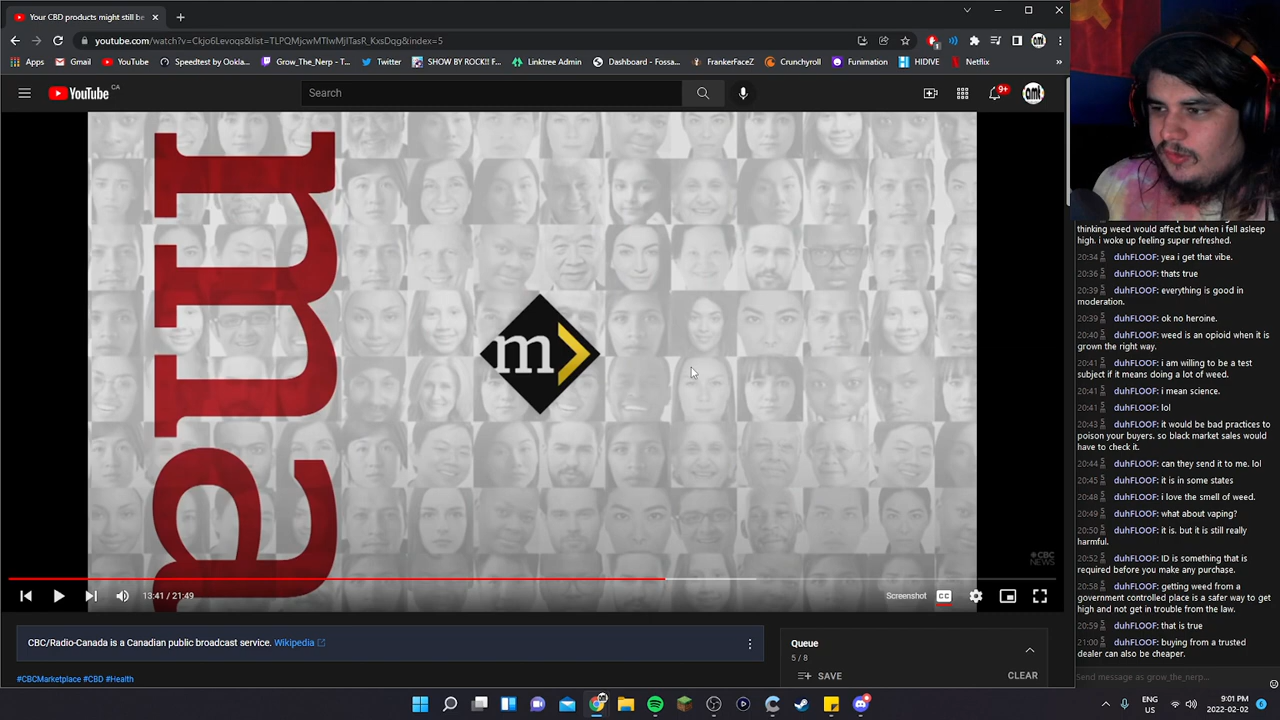 Your CBD products might still be
youtube.com/watch?v=Ckjo6Levoqs&list=TLPQMjcwMTIwMjITasR_KxsDqg&index=5
Apps Gmail YouTube Speedtest by Ookla... Grow_The_Nerp - T... Twitter SHOW BY ROCK!! F... Linktree Admin Dashboard - Fossa... FrankerFaceZ Crunchyroll Funimation HIDIVE Netflix »
YouTube CA
Search
9+
amt
ma
m
CBC
NEWS
13:41 / 21:49
Screenshot
CC
CBC/Radio-Canada is a Canadian public broadcast service. Wikipedia
#CBCMarketplace #CBD #Health
Queue
5 / 8
SAVE
CLEAR
thinking weed would affect but when i fell asleep
high. i woke up feeling super refreshed.
20:34 duhFLOOF: yea i get that vibe.
20:36 duhFLOOF: thats true
20:39 duhFLOOF: everything is good in
moderation.
20:39 duhFLOOF: ok no heroine.
20:40 duhFLOOF: weed is an opioid when it is
grown the right way.
20:41 duhFLOOF: i am willing to be a test
subject if it means doing a lot of weed.
20:41 duhFLOOF: i mean science.
20:41 duhFLOOF: lol
20:43 duhFLOOF: it would be bad practices to
poison your buyers. so black market sales would
have to check it.
20:44 duhFLOOF: can they send it to me. lol
20:45 duhFLOOF: it is in some states
20:48 duhFLOOF: i love the smell of weed.
20:49 duhFLOOF: what about vaping?
20:50 duhFLOOF: it is. but it is still really
harmful.
20:52 duhFLOOF: ID is something that is
required before you make any purchase.
20:58 duhFLOOF: getting weed from a
government controlled place is a safer way to get
high and not get in trouble from the law.
20:59 duhFLOOF: that is true
21:00 duhFLOOF: buying from a trusted
dealer can also be cheaper.
Send message as grow_the_nerp...
ENG
US
9:01 PM
2022-02-02